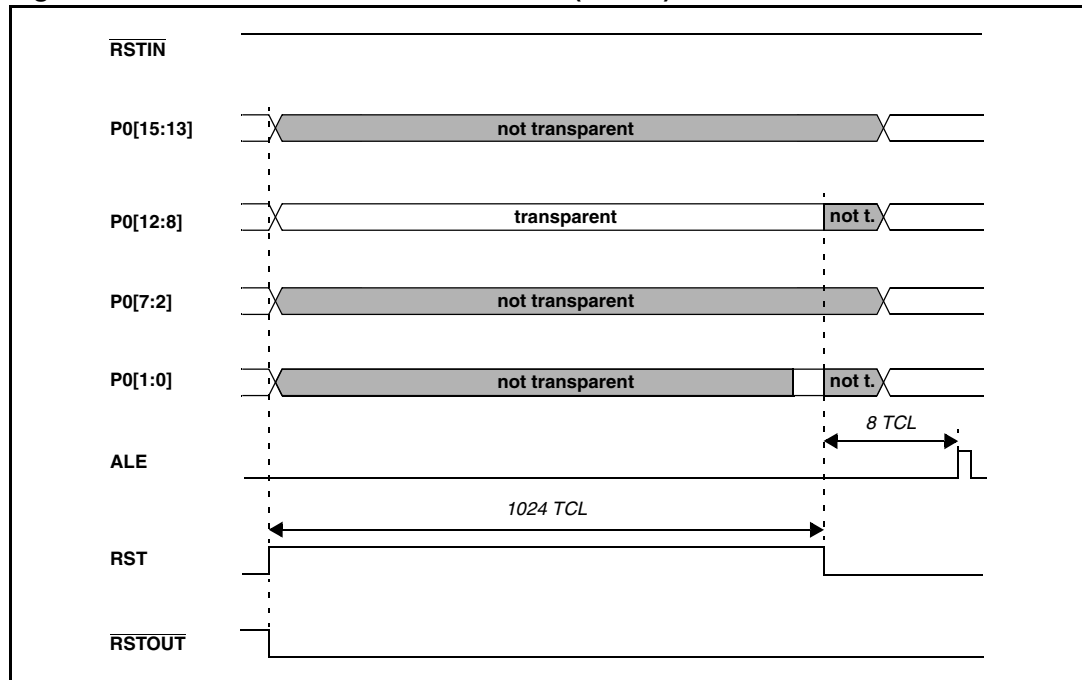 RSTIN
P0[15:13]
not transparent
P0[12:8]
transparent
not t.
P0[7:2]
not transparent
P0[1:0]
not transparent
not t.
8 TCL
ALE
1024 TCL
RST
RSTOUT